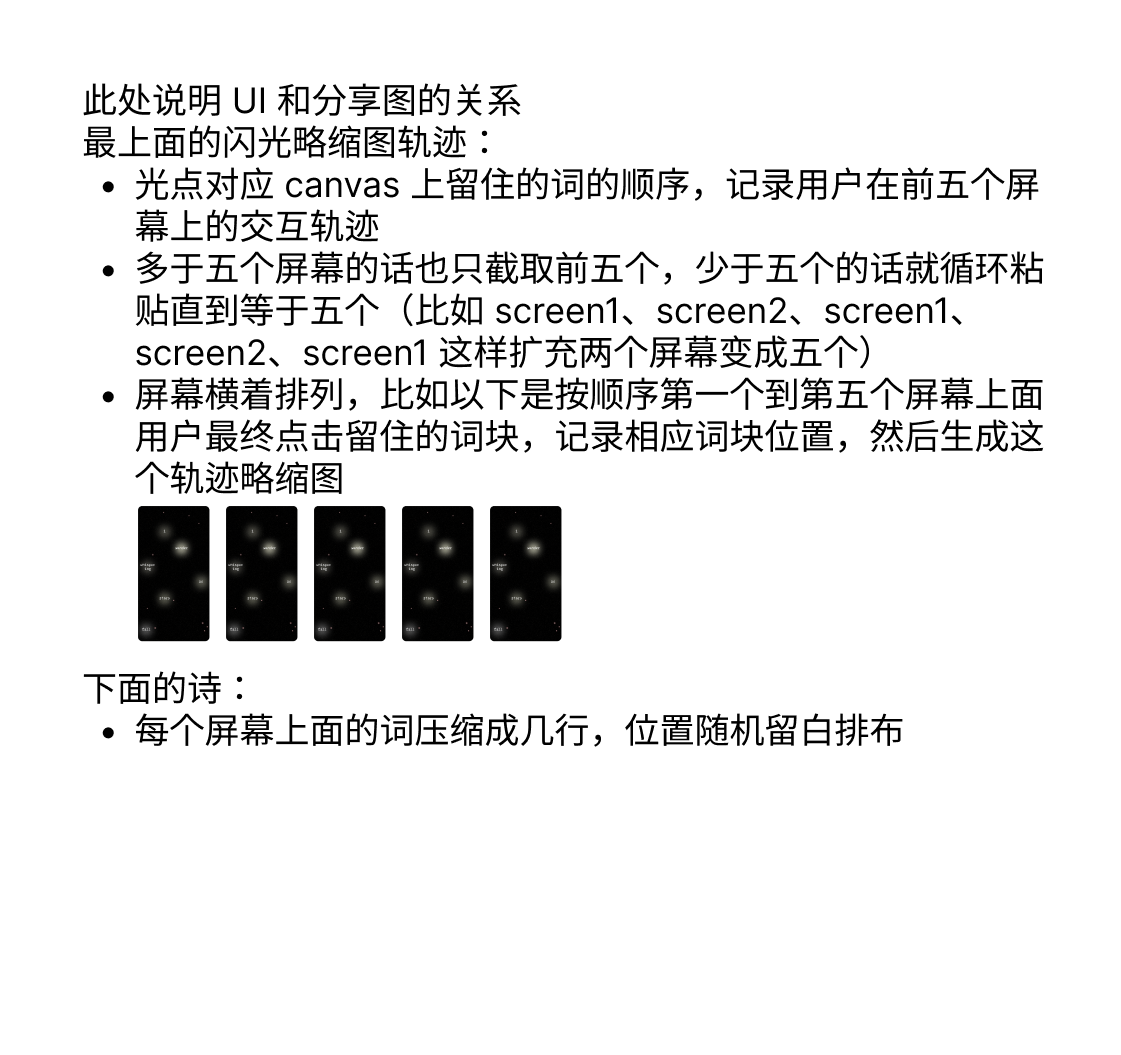 此处说明 UI 和分享图的关系
最上面的闪光略缩图轨迹：
• 光点对应 canvas 上留住的词的顺序，记录用户在前五个屏
幕上的交互轨迹
• 多于五个屏幕的话也只截取前五个，少于五个的话就循环粘
贴直到等于五个（比如 screen1、screen2、screen1、
screen2、screen1 这样扩充两个屏幕变成五个）
• 屏幕横着排列，比如以下是按顺序第一个到第五个屏幕上面
用户最终点击留住的词块，记录相应词块位置，然后生成这
个轨迹略缩图
下面的诗：
• 每个屏幕上面的词压缩成几行，位置随机留白排布